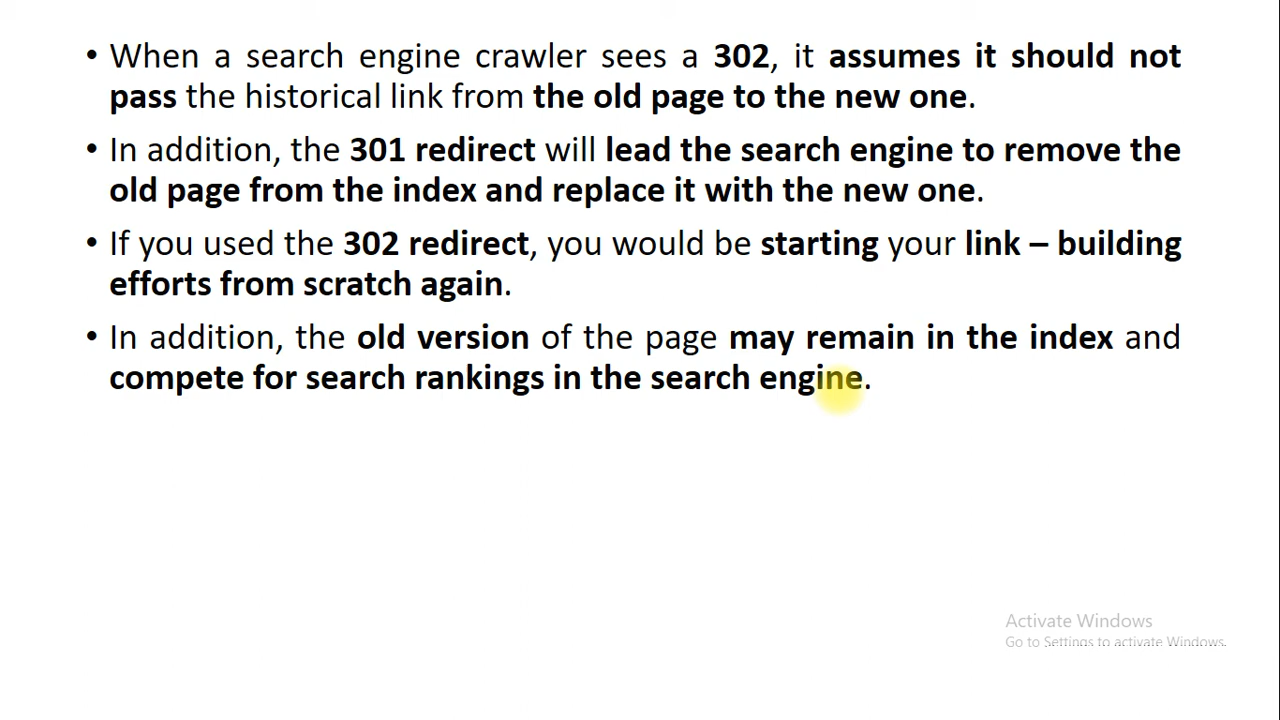 • When a search engine crawler sees a 302, it assumes it should not
pass the historical link from the old page to the new one.
• In addition, the 301 redirect will lead the search engine to remove the
old page from the index and replace it with the new one.
• If you used the 302 redirect, you would be starting your link – building
efforts from scratch again.
• In addition, the old version of the page may remain in the index and
compete for search rankings in the search engine.
Activate Windows
Go to Settings to activate Windows.